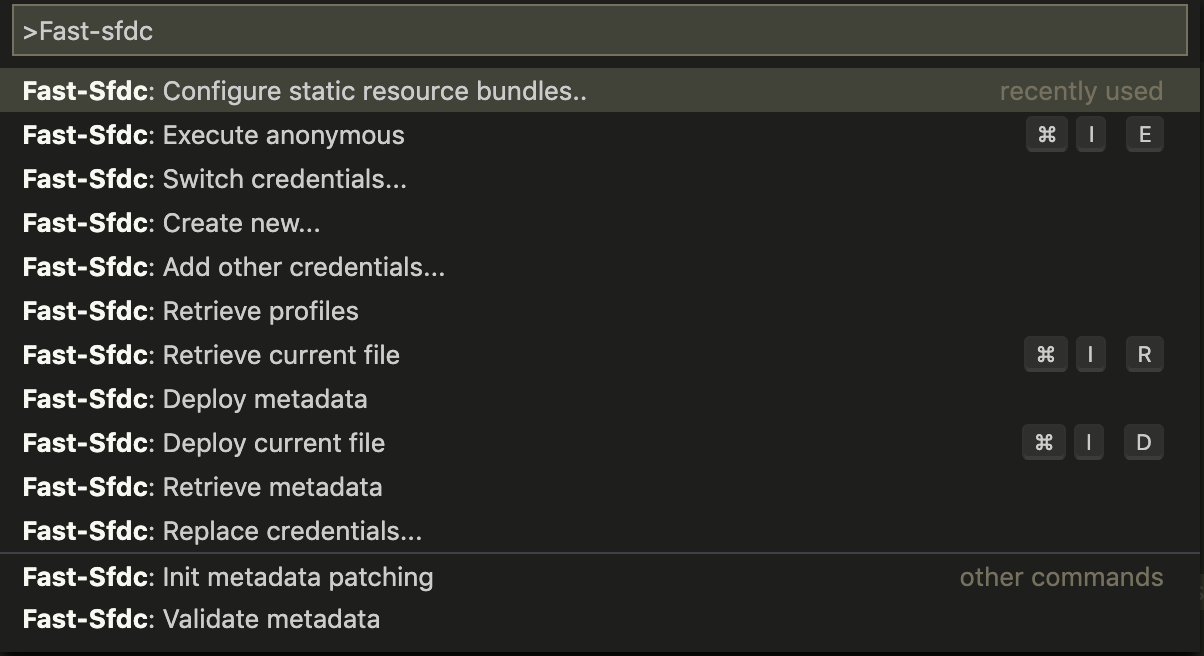 >Fast-sfdc
Fast-Sfdc: Configure static resource bundles.. recently used
Fast-Sfdc: Execute anonymous ⌘ I E
Fast-Sfdc: Switch credentials...
Fast-Sfdc: Create new...
Fast-Sfdc: Add other credentials...
Fast-Sfdc: Retrieve profiles
Fast-Sfdc: Retrieve current file ⌘ I R
Fast-Sfdc: Deploy metadata
Fast-Sfdc: Deploy current file ⌘ I D
Fast-Sfdc: Retrieve metadata
Fast-Sfdc: Replace credentials...
Fast-Sfdc: Init metadata patching other commands
Fast-Sfdc: Validate metadata